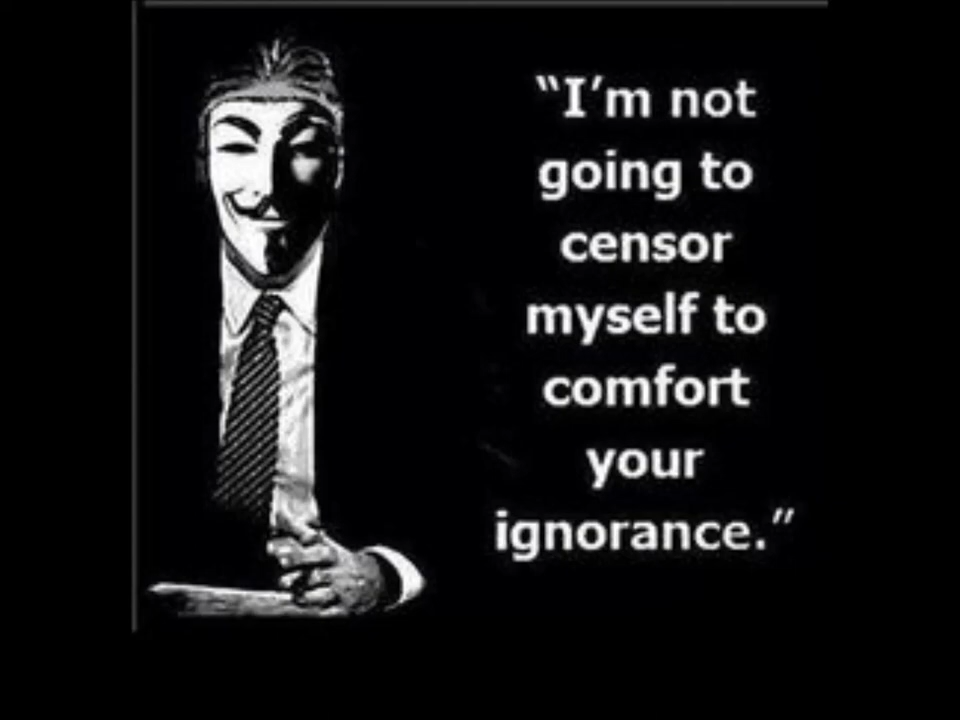 “I’m not
going to
censor
myself to
comfort
your
ignorance.”